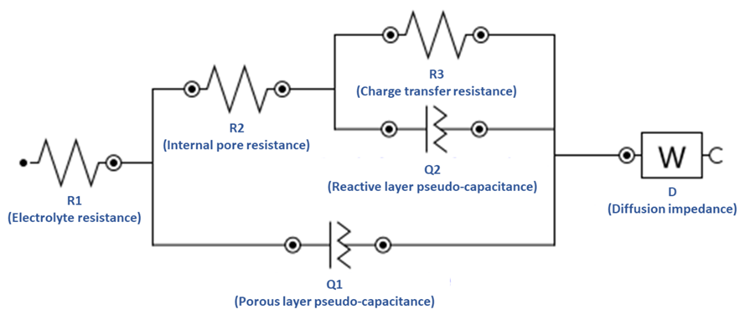 R3
(Charge transfer resistance)
R2
(Internal pore resistance)
Q2
(Reactive layer pseudo-capacitance)
W
D
(Diffusion impedance)
R1
(Electrolyte resistance)
Q1
(Porous layer pseudo-capacitance)